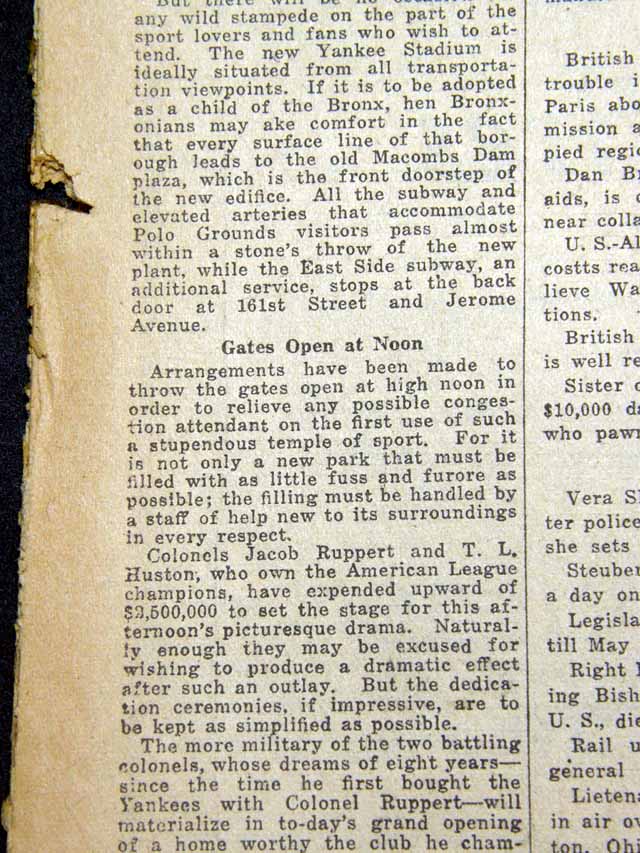 But there will be no
any wild stampede on the part of the
sport lovers and fans who wish to at-
tend. The new Yankee Stadium is
ideally situated from all transporta-
tion viewpoints. If it is to be adopted
as a child of the Bronx, hen Bronx-
onians may ake comfort in the fact
that every surface line of that bor-
ough leads to the old Macombs Dam
plaza, which is the front doorstep of
the new edifice. All the subway and
elevated arteries that accommodate
Polo Grounds visitors pass almost
within a stone's throw of the new
plant, while the East Side subway, an
additional service, stops at the back
door at 161st Street and Jerome
Avenue.
Gates Open at Noon
Arrangements have been made to
throw the gates open at high noon in
order to relieve any possible conges-
tion attendant on the first use of such
a stupendous temple of sport. For it
is not only a new park that must be
filled with as little fuss and furore as
possible; the filling must be handled by
a staff of help new to its surroundings
in every respect.
Colonels Jacob Ruppert and T. L.
Huston, who own the American League
champions, have expended upward of
$2,500,000 to set the stage for this af-
ternoon's picturesque drama. Natural-
ly enough they may be excused for
wishing to produce a dramatic effect
after such an outlay. But the dedica-
tion ceremonies, if impressive, are to
be kept as simplified as possible.
The more military of the two battling
colonels, whose dreams of eight years—
since the time he first bought the
Yankees with Colonel Ruppert—will
materialize in to-day's grand opening
of a home worthy the club he cham-
British
trouble i
Paris abo
mission a
pied regio
Dan Br
aids, is c
near colla
U. S.-Al
costts rea
lieve Wa
tions.
British
is well re
Sister o
$10,000 da
who pawn
Vera Sl
ter police
she sets
Steuben
a day on
Legisla
till May
Right
ing Bish
U. S., die
Rail u
general
Lietena
in air ov
ton, Ohi